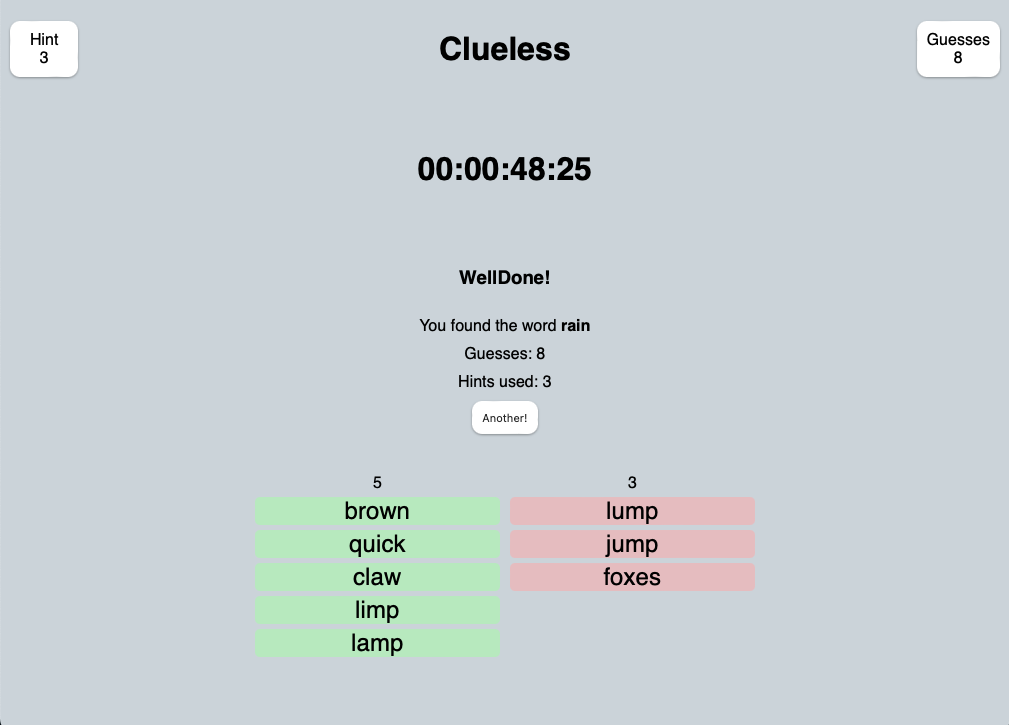 Hint
3
Clueless
Guesses
8
00:00:48:25
WellDone!
You found the word rain
Guesses: 8
Hints used: 3
Another!
5
brown
quick
claw
limp
lamp
3
lump
jump
foxes